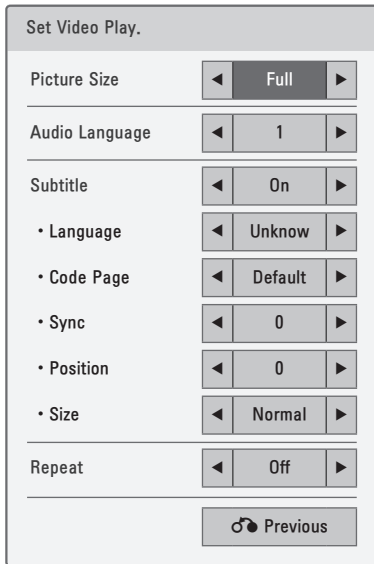 Set Video Play.
Picture Size ◀ Full ▶
Audio Language ◀ 1 ▶
Subtitle ◀ On ▶
• Language ◀ Unknow ▶
• Code Page ◀ Default ▶
• Sync ◀ 0 ▶
• Position ◀ 0 ▶
• Size ◀ Normal ▶
Repeat ◀ Off ▶
Previous